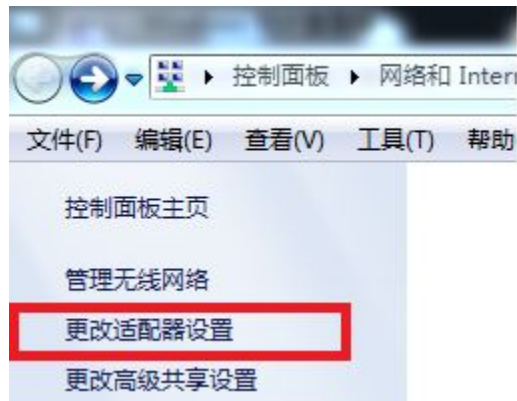 控制面板 网络和 Intern
文件(F) 编辑(E) 查看(V) 工具(T) 帮助
控制面板主页
管理无线网络
更改适配器设置
更改高级共享设置